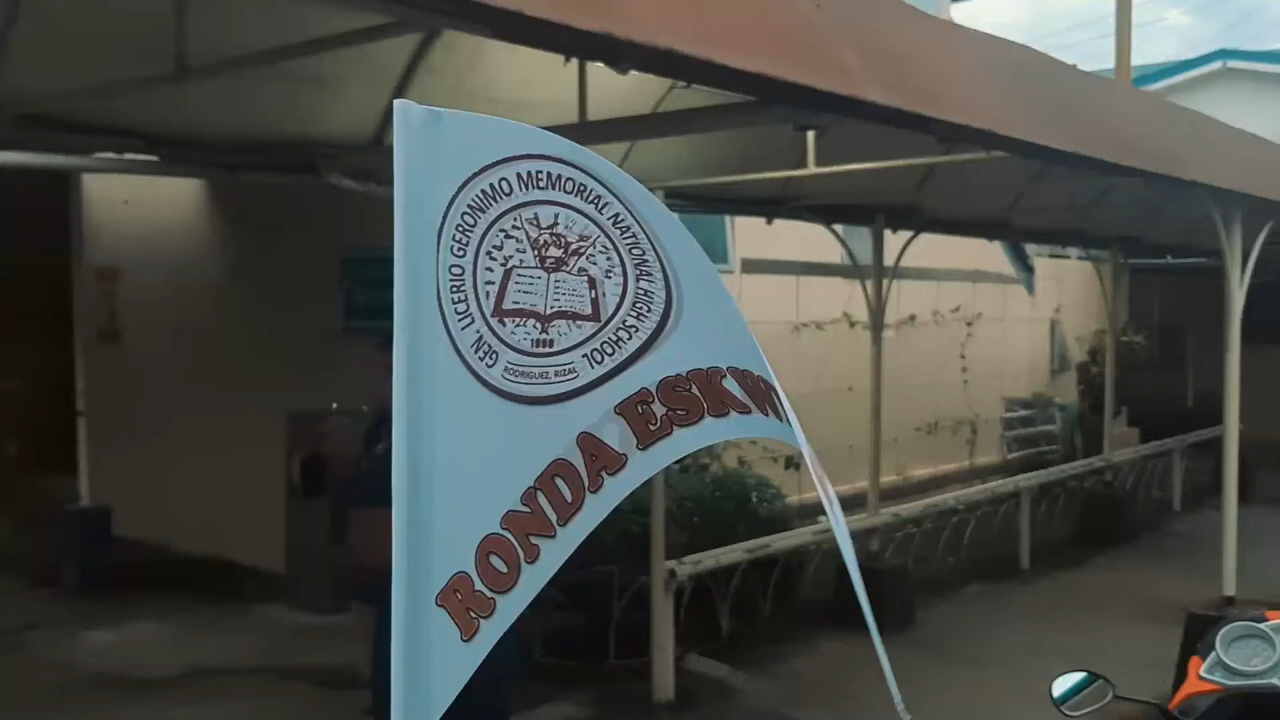 GEN. LICERIO GERONIMO MEMORIAL NATIONAL HIGH SCHOOL
RODRIGUEZ, RIZAL
RONDA ESKW